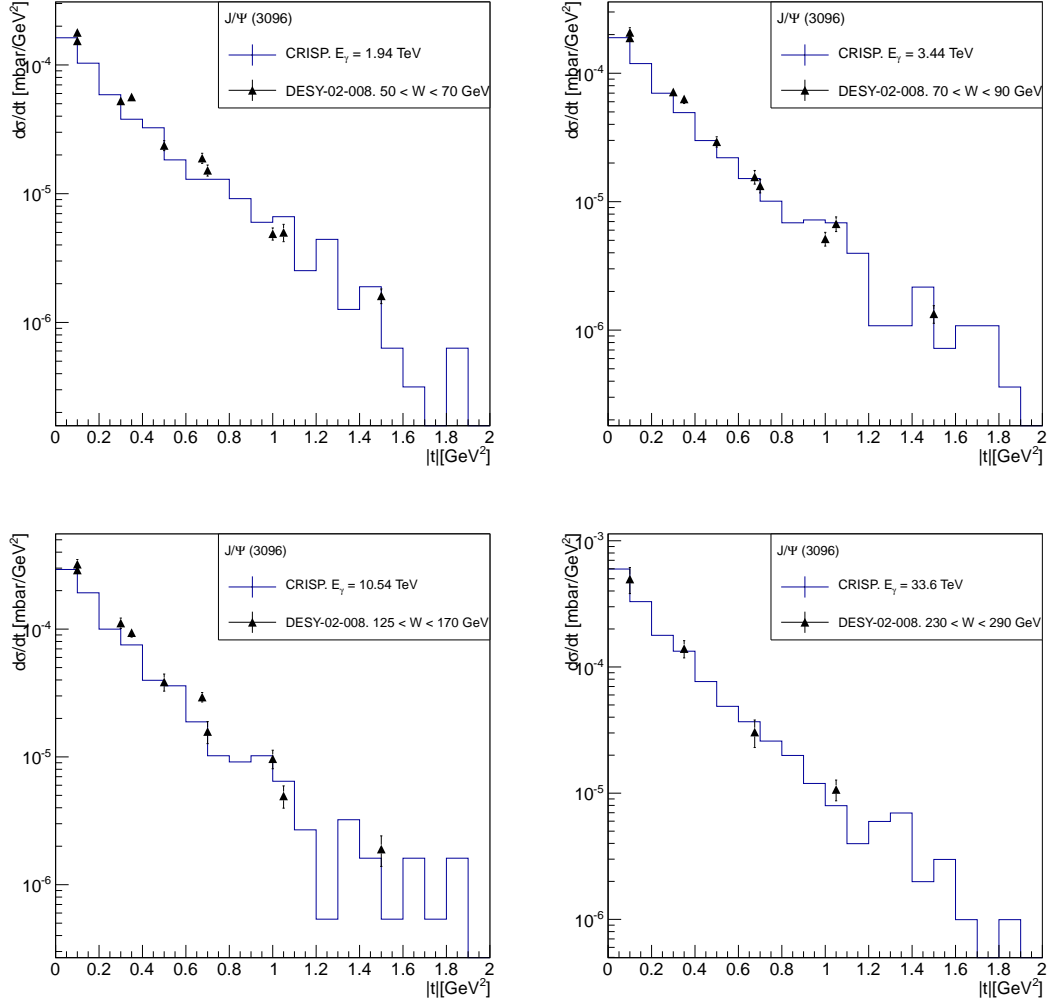 dσ/dt [mbar/GeV²]
J/Ψ (3096)
CRISP. Eγ = 1.94 TeV
DESY-02-008. 50 < W < 70 GeV
10⁻⁴
10⁻⁵
10⁻⁶
0 0.2 0.4 0.6 0.8 1 1.2 1.4 1.6 1.8 2
|t|[GeV²]
dσ/dt [mbar/GeV²]
J/Ψ (3096)
CRISP. Eγ = 3.44 TeV
DESY-02-008. 70 < W < 90 GeV
10⁻⁴
10⁻⁵
10⁻⁶
0 0.2 0.4 0.6 0.8 1 1.2 1.4 1.6 1.8 2
|t|[GeV²]
dσ/dt [mbar/GeV²]
J/Ψ (3096)
CRISP. Eγ = 10.54 TeV
DESY-02-008. 125 < W < 170 GeV
10⁻⁴
10⁻⁵
10⁻⁶
0 0.2 0.4 0.6 0.8 1 1.2 1.4 1.6 1.8 2
|t|[GeV²]
dσ/dt [mbar/GeV²]
J/Ψ (3096)
CRISP. Eγ = 33.6 TeV
DESY-02-008. 230 < W < 290 GeV
10⁻³
10⁻⁴
10⁻⁵
10⁻⁶
0 0.2 0.4 0.6 0.8 1 1.2 1.4 1.6 1.8 2
|t|[GeV²]